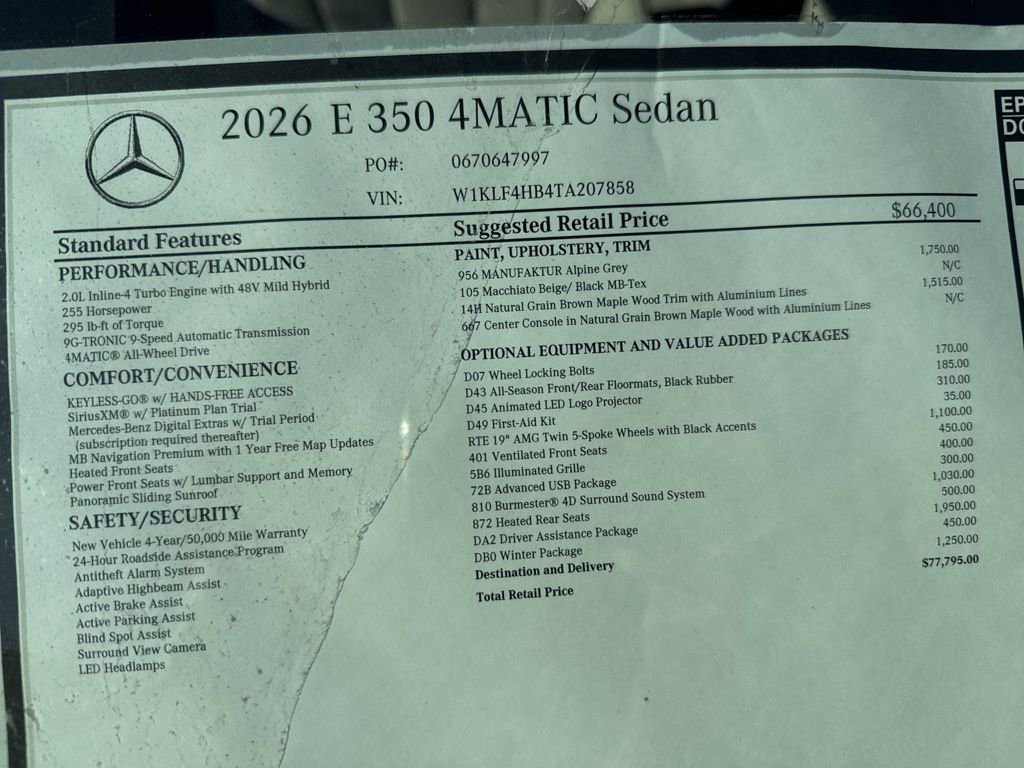 2026 E 350 4MATIC Sedan
PO#: 0670647997
VIN: W1KLF4HB4TA207858
EP
DO
Standard Features
PERFORMANCE/HANDLING
2.0L Inline-4 Turbo Engine with 48V Mild Hybrid
255 Horsepower
295 lb-ft of Torque
9G-TRONIC 9-Speed Automatic Transmission
4MATIC® All-Wheel Drive
COMFORT/CONVENIENCE
KEYLESS-GO® w/ HANDS-FREE ACCESS
SiriusXM® w/ Platinum Plan Trial
Mercedes-Benz Digital Extras w/ Trial Period
(subscription required thereafter)
MB Navigation Premium with 1 Year Free Map Updates
Heated Front Seats
Power Front Seats w/ Lumbar Support and Memory
Panoramic Sliding Sunroof
SAFETY/SECURITY
New Vehicle 4-Year/50,000 Mile Warranty
24-Hour Roadside Assistance Program
Antitheft Alarm System
Adaptive Highbeam Assist
Active Brake Assist
Active Parking Assist
Blind Spot Assist
Surround View Camera
LED Headlamps
Suggested Retail Price $66,400
PAINT, UPHOLSTERY, TRIM
956 MANUFAKTUR Alpine Grey 1,750.00
105 Macchiato Beige/ Black MB-Tex N/C
14H Natural Grain Brown Maple Wood Trim with Aluminium Lines 1,515.00
667 Center Console in Natural Grain Brown Maple Wood with Aluminium Lines N/C
OPTIONAL EQUIPMENT AND VALUE ADDED PACKAGES
D07 Wheel Locking Bolts 170.00
D43 All-Season Front/Rear Floormats, Black Rubber 185.00
D45 Animated LED Logo Projector 310.00
D49 First-Aid Kit 35.00
RTE 19" AMG Twin 5-Spoke Wheels with Black Accents 1,100.00
401 Ventilated Front Seats 450.00
5B6 Illuminated Grille 400.00
72B Advanced USB Package 300.00
810 Burmester® 4D Surround Sound System 1,030.00
872 Heated Rear Seats 500.00
DA2 Driver Assistance Package 1,950.00
DB0 Winter Package 450.00
Destination and Delivery 1,250.00
Total Retail Price $77,795.00